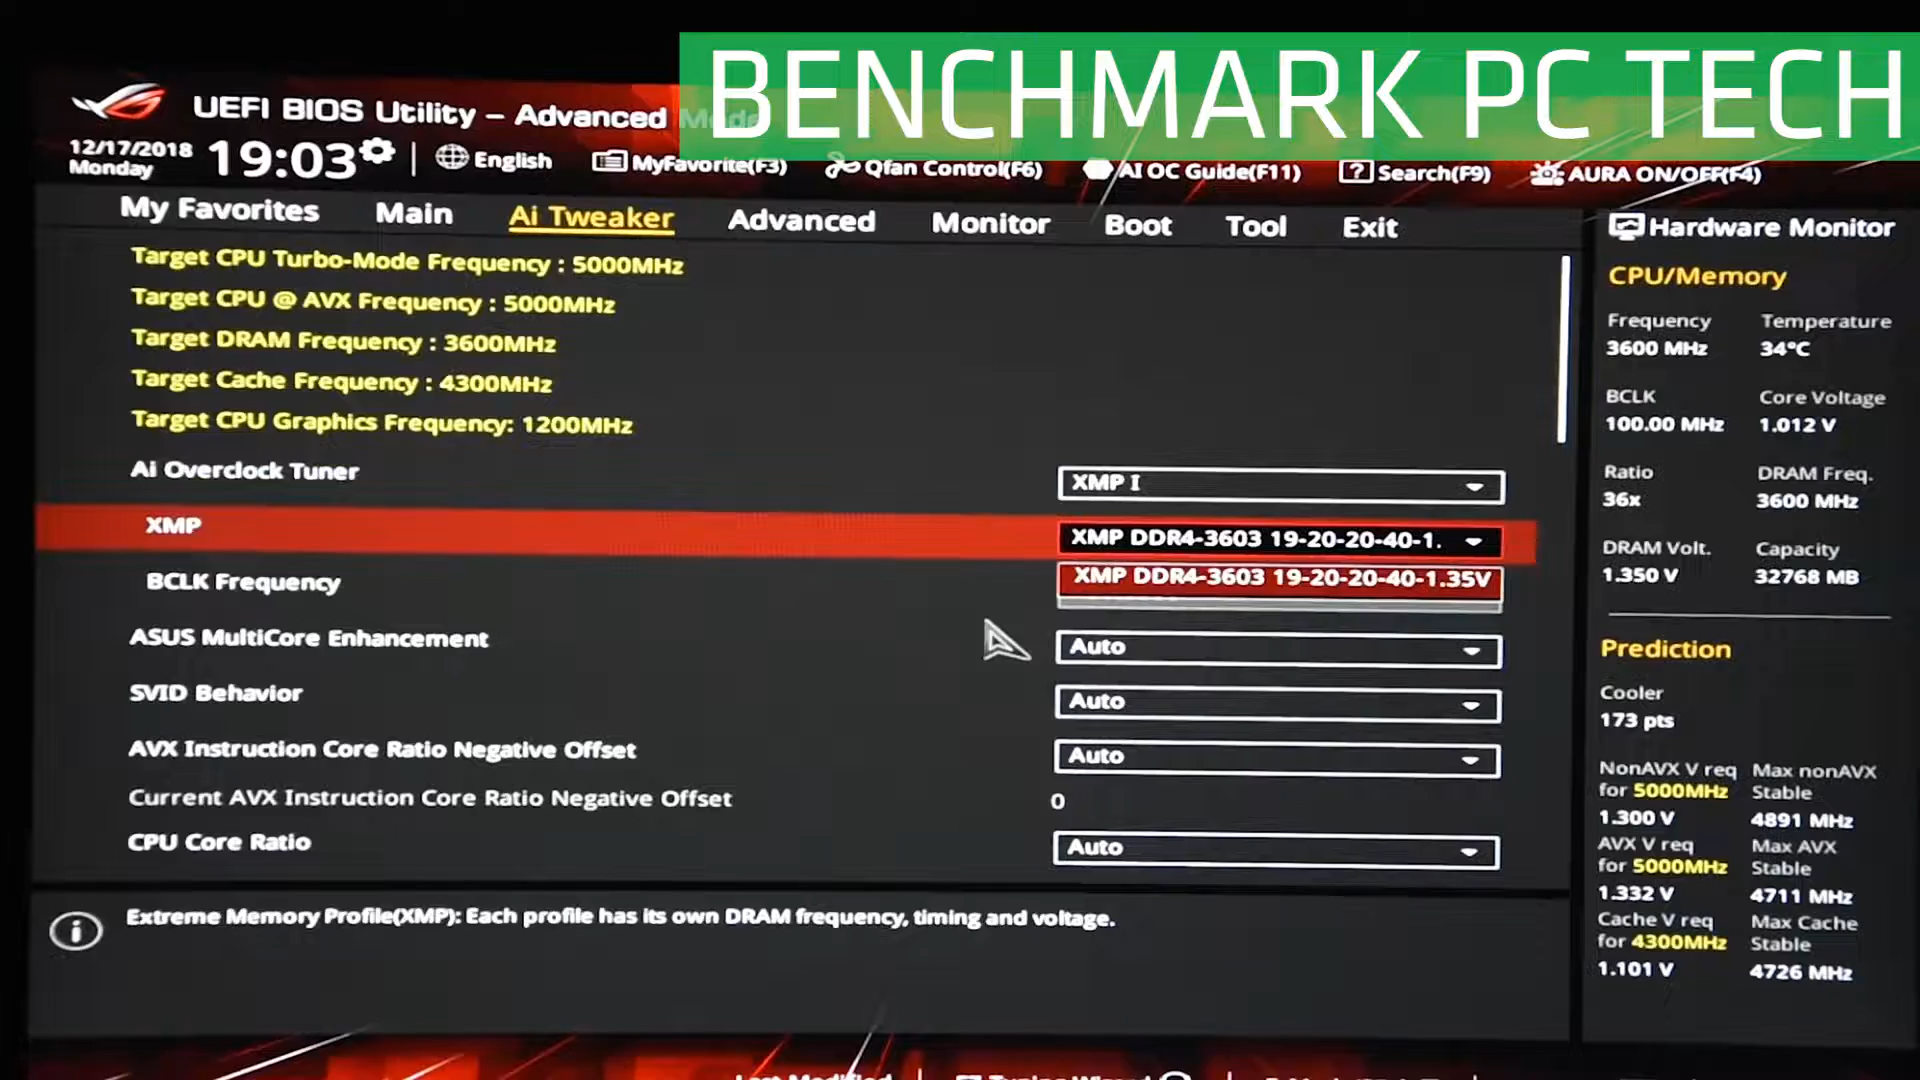 BENCHMARK PC TECH
UEFI BIOS Utility – Advanced Mode
12/17/2018
Monday
19:03
English
MyFavorite(F3)
Qfan Control(F6)
AI OC Guide(F11)
Search(F9)
AURA ON/OFF(F4)
My Favorites
Main
Ai Tweaker
Advanced
Monitor
Boot
Tool
Exit
Target CPU Turbo-Mode Frequency : 5000MHz
Target CPU @ AVX Frequency : 5000MHz
Target DRAM Frequency : 3600MHz
Target Cache Frequency : 4300MHz
Target CPU Graphics Frequency: 1200MHz
Ai Overclock Tuner
XMP I
XMP
XMP DDR4-3603 19-20-20-40-1.
XMP DDR4-3603 19-20-20-40-1.35V
BCLK Frequency
ASUS MultiCore Enhancement
Auto
SVID Behavior
Auto
AVX Instruction Core Ratio Negative Offset
Auto
Current AVX Instruction Core Ratio Negative Offset
0
CPU Core Ratio
Auto
Extreme Memory Profile(XMP): Each profile has its own DRAM frequency, timing and voltage.
Hardware Monitor
CPU/Memory
Frequency Temperature
3600 MHz 34°C
BCLK Core Voltage
100.00 MHz 1.012 V
Ratio DRAM Freq.
36x 3600 MHz
DRAM Volt. Capacity
1.350 V 32768 MB
Prediction
Cooler
173 pts
NonAVX V req Max nonAVX
for 5000MHz Stable
1.300 V 4891 MHz
AVX V req Max AVX
for 5000MHz Stable
1.332 V 4711 MHz
Cache V req Max Cache
for 4300MHz Stable
1.101 V 4726 MHz
Last Modified